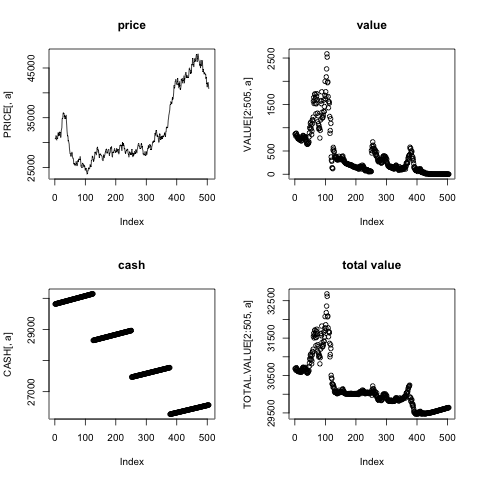 price
PRICE[, a]
25000 35000 45000
0 100 200 300 400 500
Index
value
VALUE[2:505, a]
0 500 1500 2500
0 100 200 300 400 500
Index
cash
CASH[, a]
27000 29000
0 100 200 300 400 500
Index
total value
TOTAL.VALUE[2:505, a]
29500 30500 31500 32500
0 100 200 300 400 500
Index